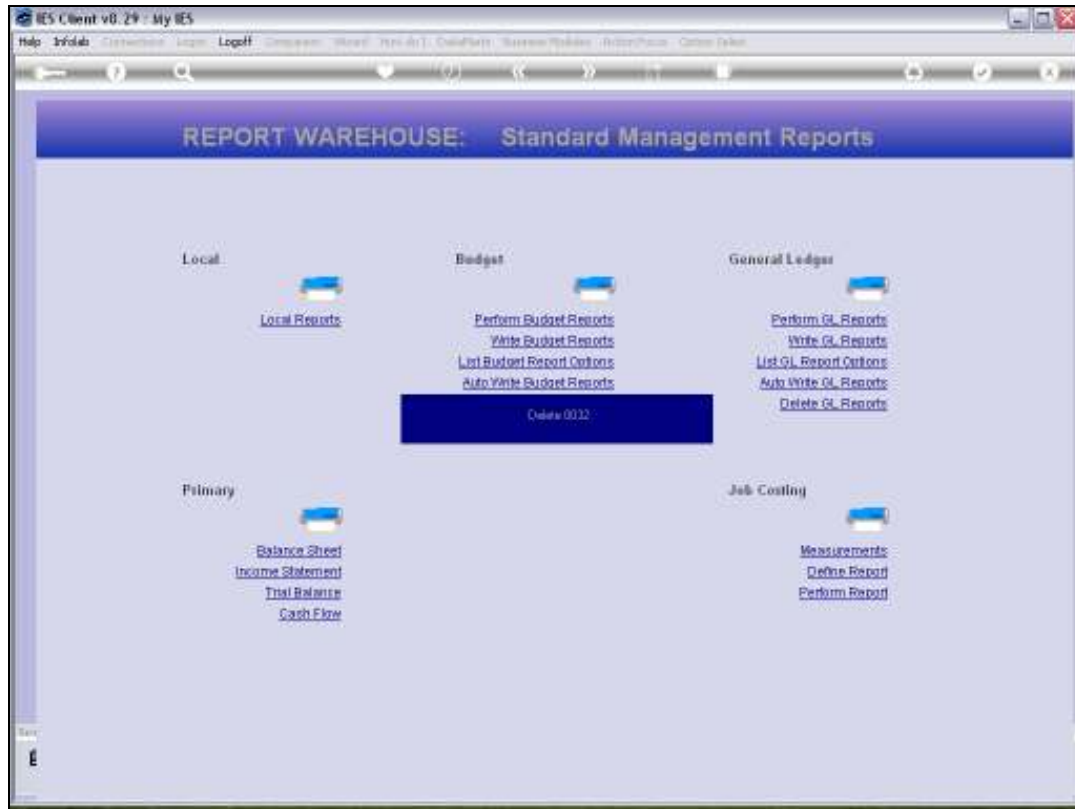 IES Client v8.29 : My IES
Help Infolab Connections Logon Logoff
REPORT WAREHOUSE: Standard Management Reports
Local
Budget
General Ledger
Local Reports
Perform Budget Reports
Write Budget Reports
List Budget Report Options
Auto Write Budget Reports
Delete 0032
Perform GL Reports
Write GL Reports
List GL Report Options
Auto Write GL Reports
Delete GL Reports
Primary
Job Costing
Balance Sheet
Income Statement
Trial Balance
Cash Flow
Measurements
Define Report
Perform Report